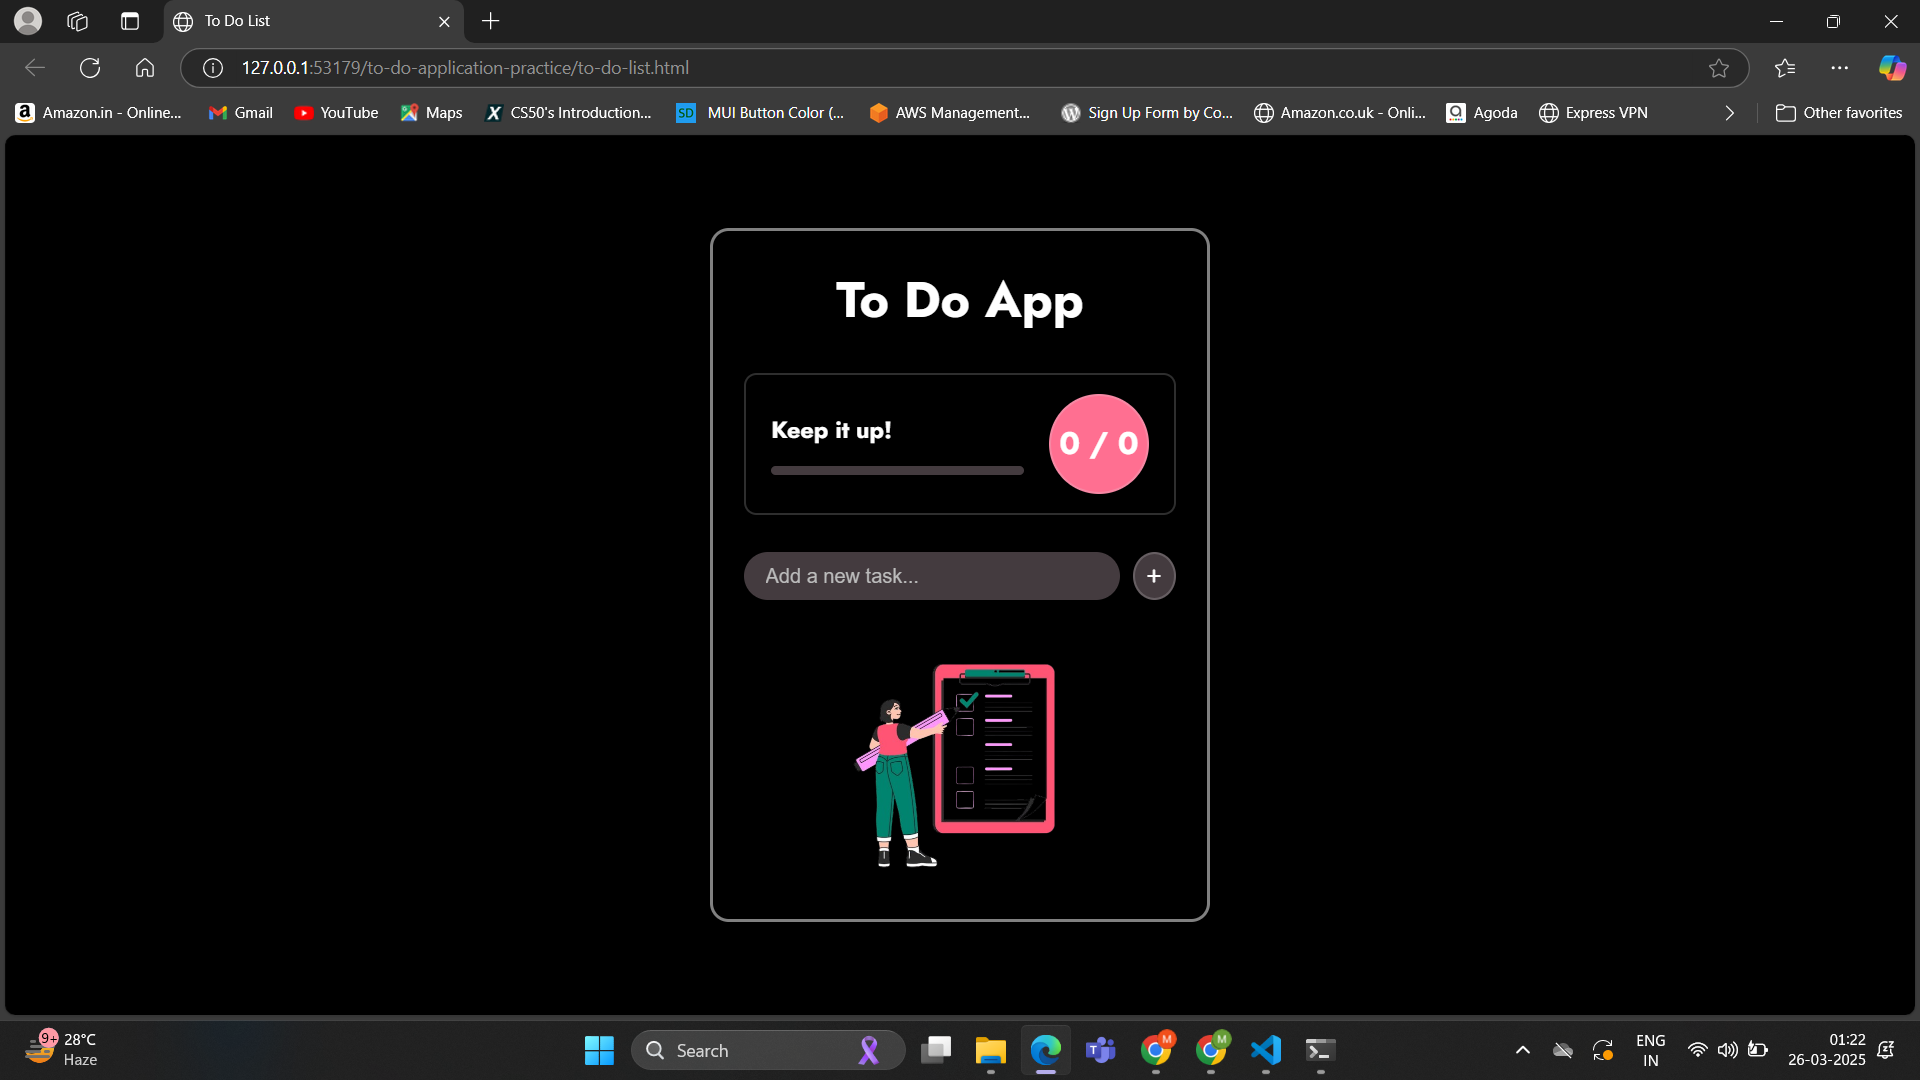 To Do List
127.0.0.1:53179/to-do-application-practice/to-do-list.html
Amazon.in - Online...
Gmail
YouTube
Maps
CS50's Introduction...
SD
MUI Button Color (...
AWS Management...
Sign Up Form by Co...
Amazon.co.uk - Onli...
Agoda
Express VPN
Other favorites
To Do App
Keep it up!
0 / 0
Add a new task...
+
9+
28°C
Haze
Search
M
M
ENG
IN
01:22
26-03-2025